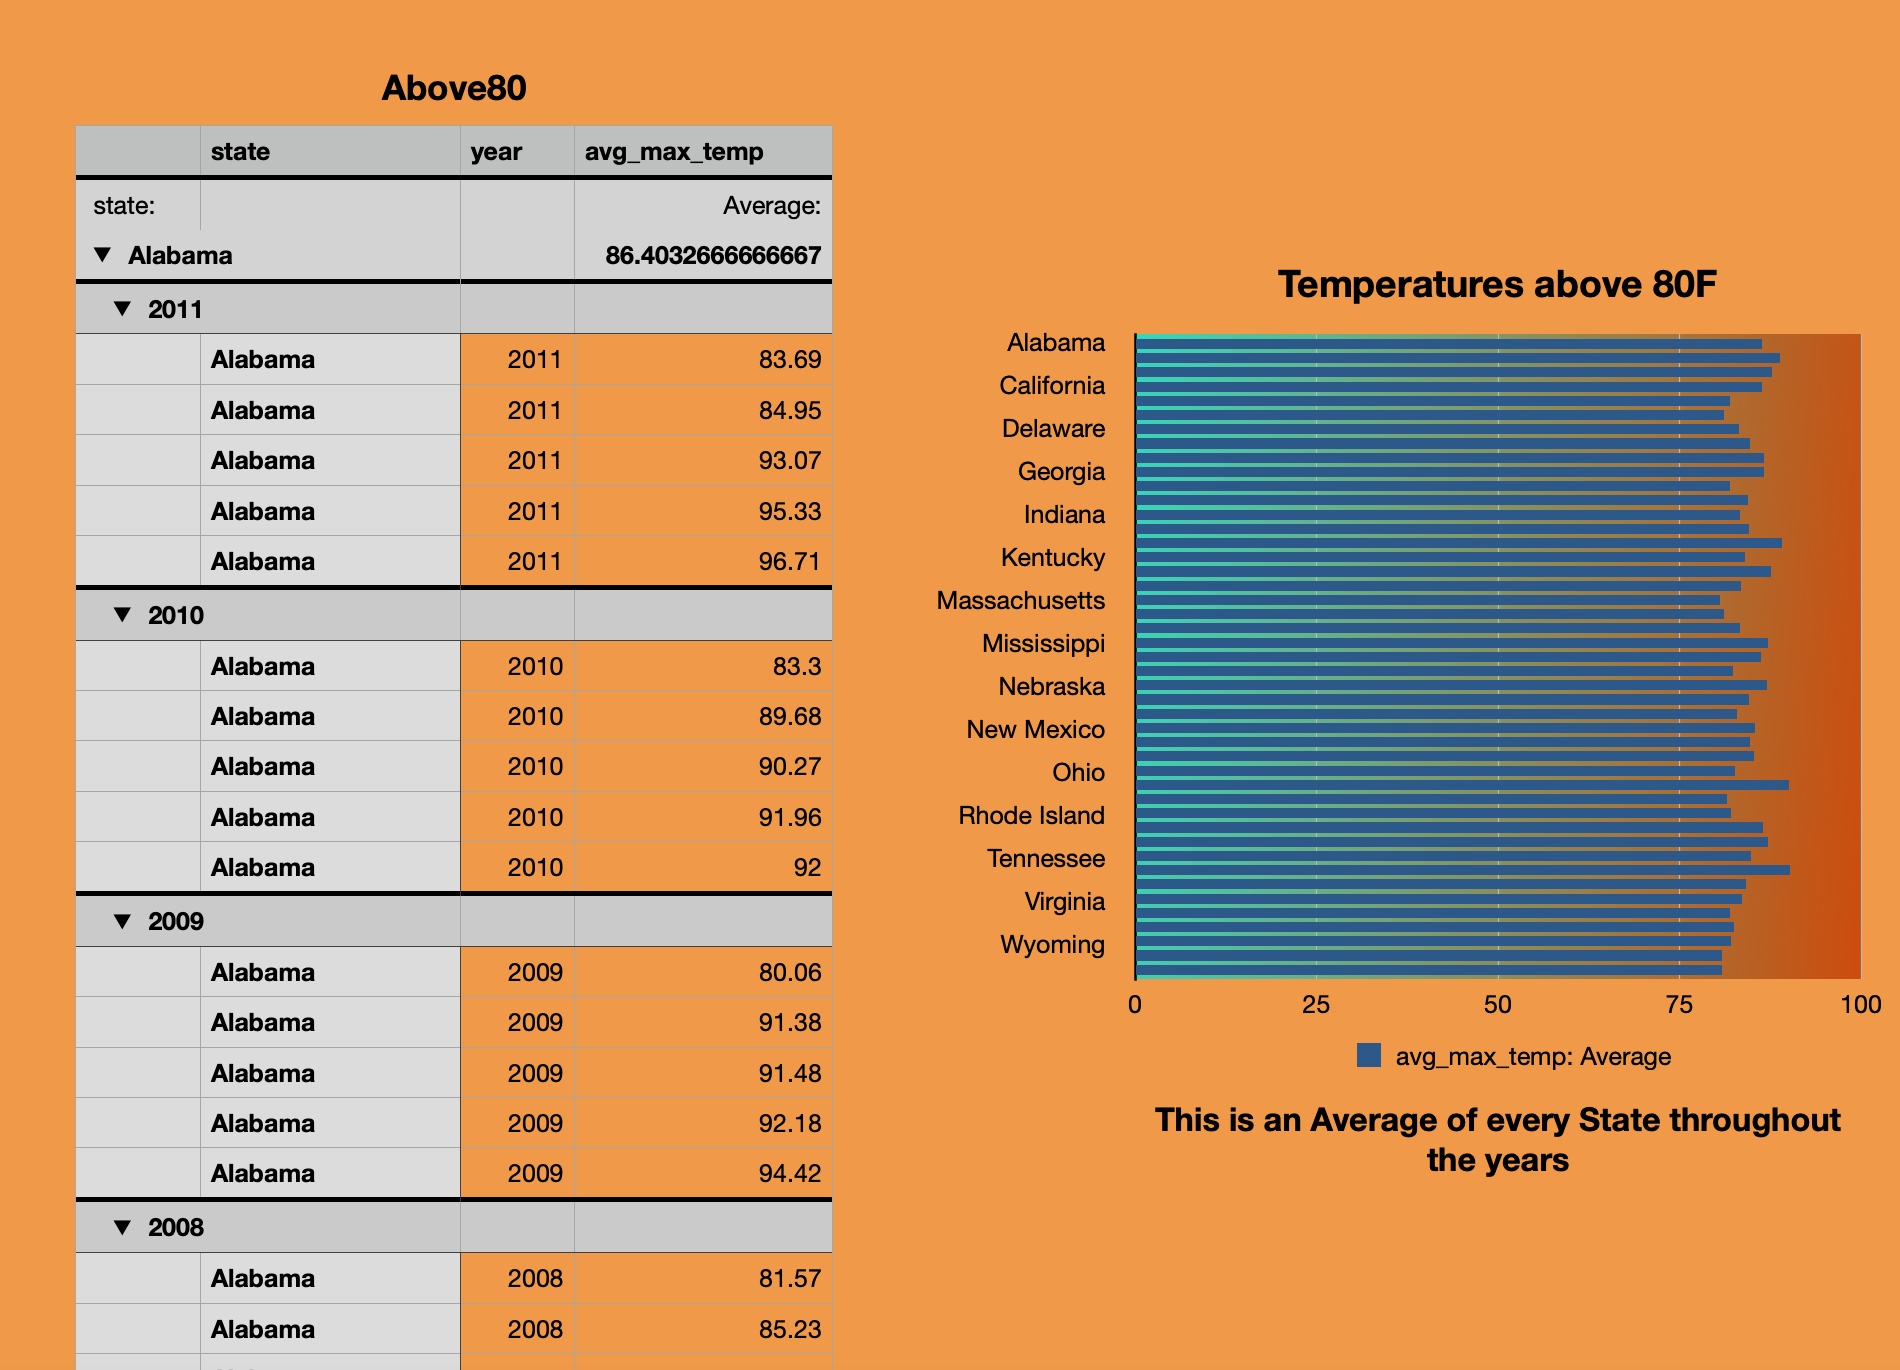 Above80
state year avg_max_temp
state: Average:
▼ Alabama 86.4032666666667
▼ 2011
Alabama 2011 83.69
Alabama 2011 84.95
Alabama 2011 93.07
Alabama 2011 95.33
Alabama 2011 96.71
▼ 2010
Alabama 2010 83.3
Alabama 2010 89.68
Alabama 2010 90.27
Alabama 2010 91.96
Alabama 2010 92
▼ 2009
Alabama 2009 80.06
Alabama 2009 91.38
Alabama 2009 91.48
Alabama 2009 92.18
Alabama 2009 94.42
▼ 2008
Alabama 2008 81.57
Alabama 2008 85.23
Temperatures above 80F
Alabama
California
Delaware
Georgia
Indiana
Kentucky
Massachusetts
Mississippi
Nebraska
New Mexico
Ohio
Rhode Island
Tennessee
Virginia
Wyoming
0 25 50 75 100
avg_max_temp: Average
This is an Average of every State throughout
the years